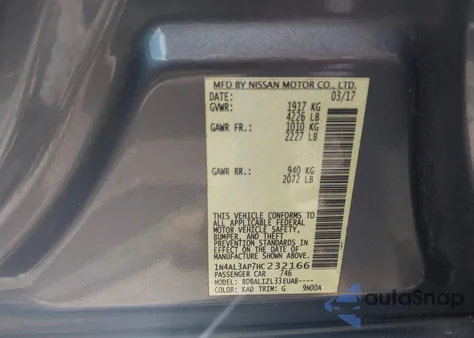 MFD BY NISSAN MOTOR CO., LTD.
03/17
GVWR: 1917 KG
4226 LB
GAWR FR.: 1010 KG
2227 LB
GAWR RR.: 940 KG
2072 LB
THIS VEHICLE CONFORMS TO
ALL APPLICABLE FEDERAL
MOTOR VEHICLE SAFETY,
BUMPER, AND THEFT
PREVENTION STANDARDS
IN EFFECT ON THE DATE
OF MANUFACTURE SHOWN
ABOVE.
1N4AL3AP7HC232166
PASSENGER CAR 746
MODEL: BDBALIZL33EUAB----
COLOR: KAD TRIM: G 9N00A
autoSnap